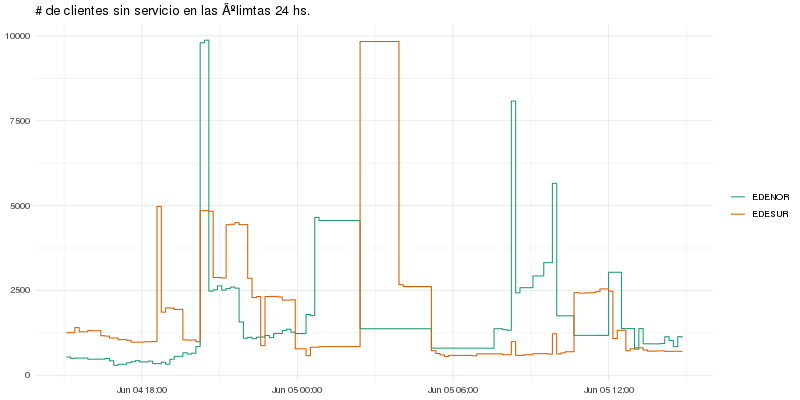 # de clientes sin servicio en las Ãºlimtas 24 hs.
10000
7500
5000
2500
0
Jun 04 18:00
Jun 05 00:00
Jun 05 06:00
Jun 05 12:00
EDENOR
EDESUR